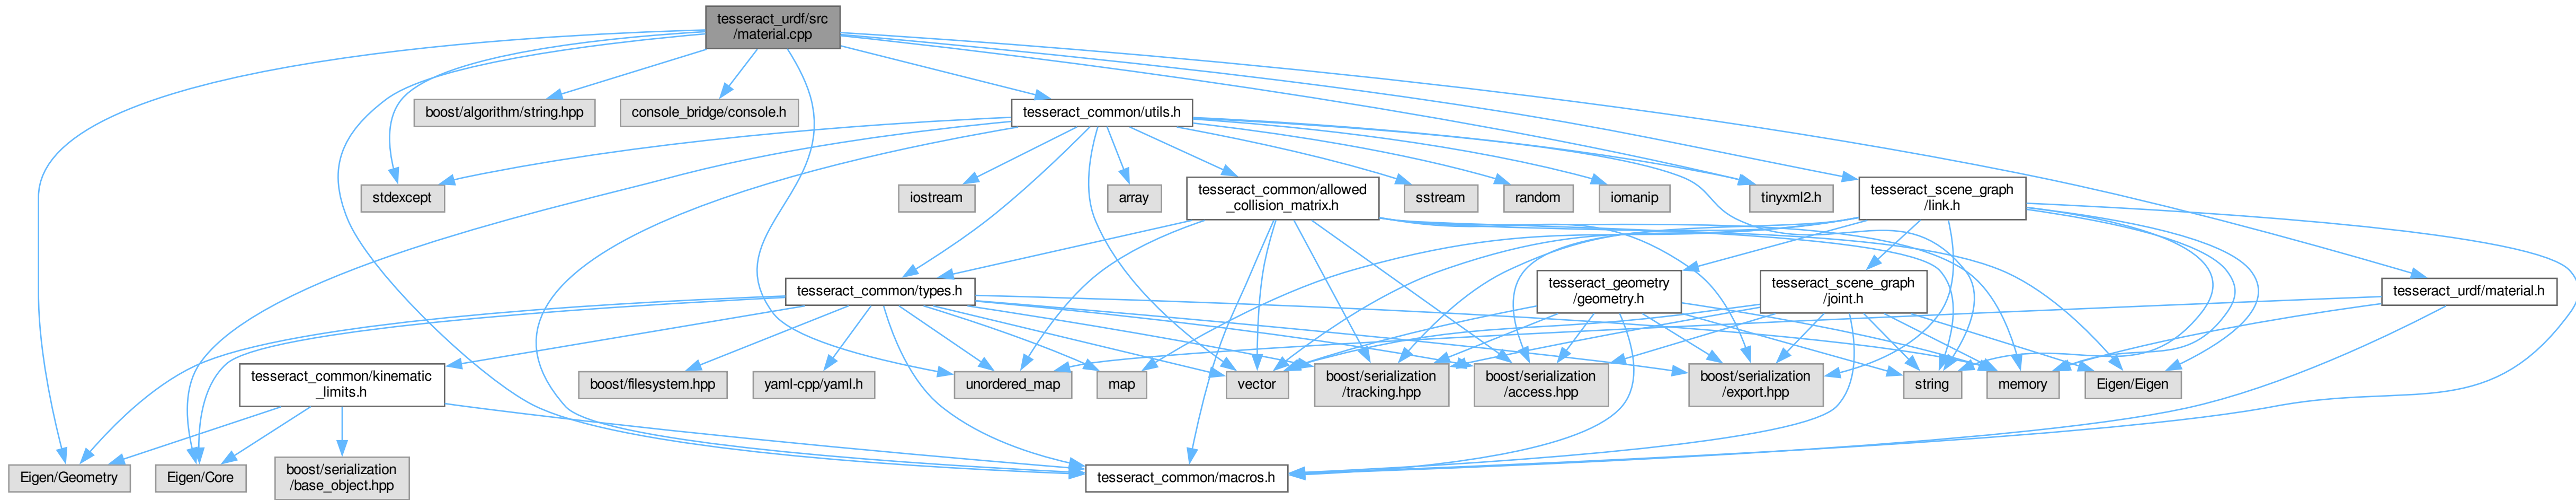 tesseract_urdf/src
/material.cpp
boost/algorithm/string.hpp
console_bridge/console.h
tesseract_common/utils.h
stdexcept
iostream
array
tesseract_common/allowed
_collision_matrix.h
sstream
random
iomanip
tinyxml2.h
tesseract_scene_graph
/link.h
tesseract_common/types.h
tesseract_geometry
/geometry.h
tesseract_scene_graph
/joint.h
tesseract_urdf/material.h
tesseract_common/kinematic
_limits.h
boost/filesystem.hpp
yaml-cpp/yaml.h
unordered_map
map
vector
boost/serialization
/tracking.hpp
boost/serialization
/access.hpp
boost/serialization
/export.hpp
string
memory
Eigen/Eigen
Eigen/Geometry
Eigen/Core
boost/serialization
/base_object.hpp
tesseract_common/macros.h